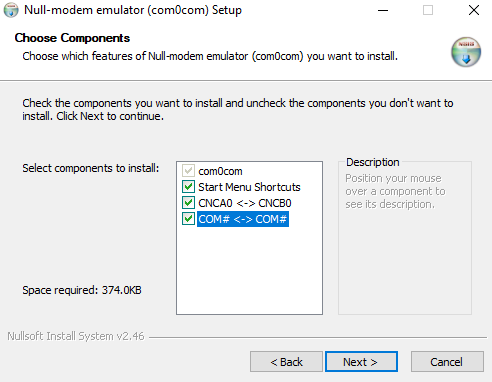 Null-modem emulator (com0com) Setup
Choose Components
Choose which features of Null-modem emulator (com0com) you want to install.
Check the components you want to install and uncheck the components you don't want to
install. Click Next to continue.
Select components to install:
com0com
Start Menu Shortcuts
CNCA0 <-> CNCB0
COM# <-> COM#
Description
Position your mouse
over a component to
see its description.
Space required: 374.0KB
Nullsoft Install System v2.46
< Back
Next >
Cancel